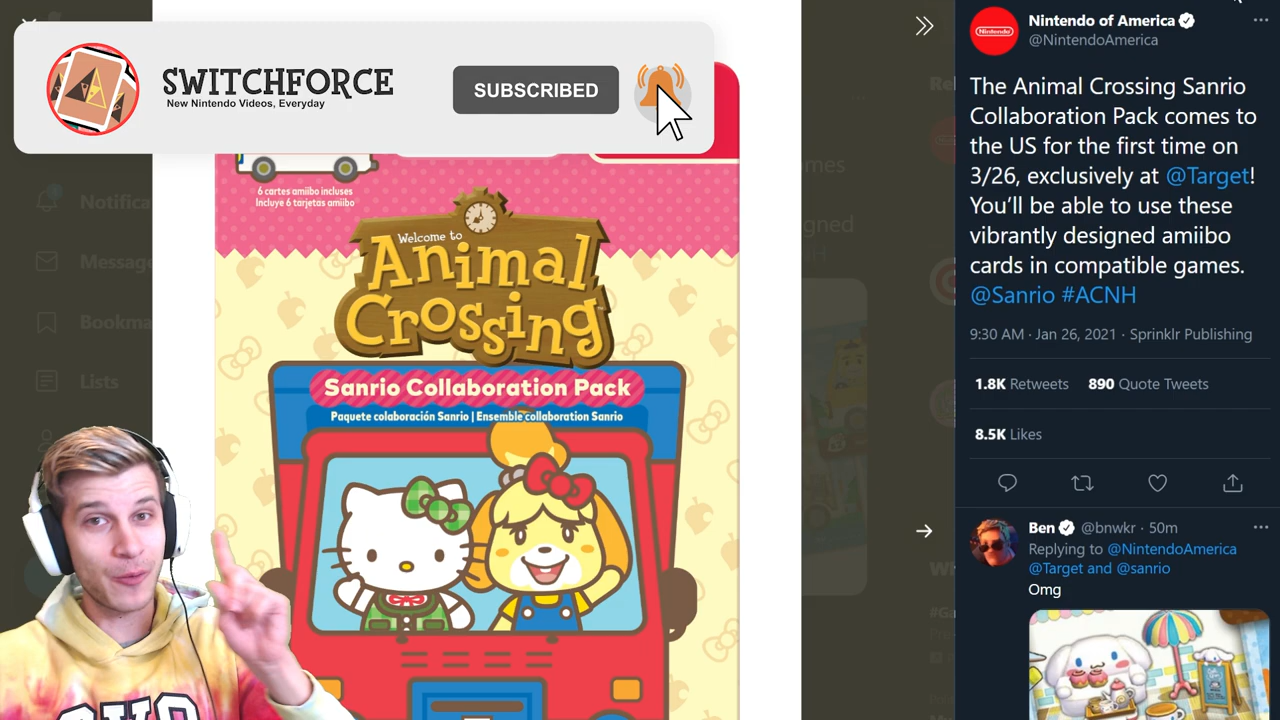 SWITCHFORCE
New Nintendo Videos, Everyday
SUBSCRIBED
6 cartes amiibo incluses
Incluye 6 tarjetas amiibo
Welcome to
Animal
Crossing
Sanrio Collaboration Pack
Paquete colaboración Sanrio | Ensemble collaboration Sanrio
Lists
Nintendo
Nintendo of America
@NintendoAmerica
The Animal Crossing Sanrio
Collaboration Pack comes to
the US for the first time on
3/26, exclusively at @Target!
You’ll be able to use these
vibrantly designed amiibo
cards in compatible games.
@Sanrio #ACNH
9:30 AM · Jan 26, 2021 · Sprinklr Publishing
1.8K Retweets 890 Quote Tweets
8.5K Likes
Ben @bnwkr · 50m
Replying to @NintendoAmerica
@Target and @sanrio
Omg